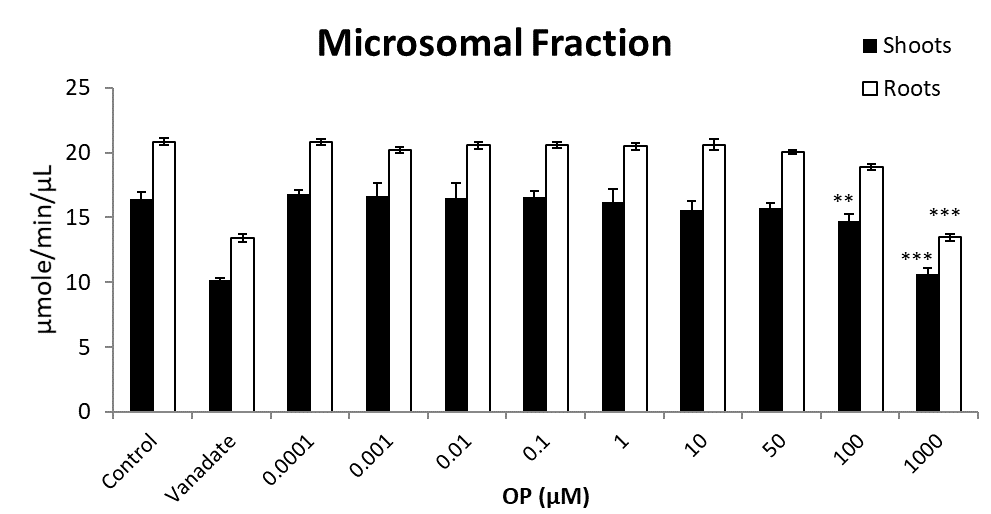 Microsomal Fraction
Shoots
Roots
µmole/min/µL
25
20
15
10
5
0
**
***
***
Control
Vanadate
0.0001
0.001
0.01
0.1
1
10
50
100
1000
OP (µM)